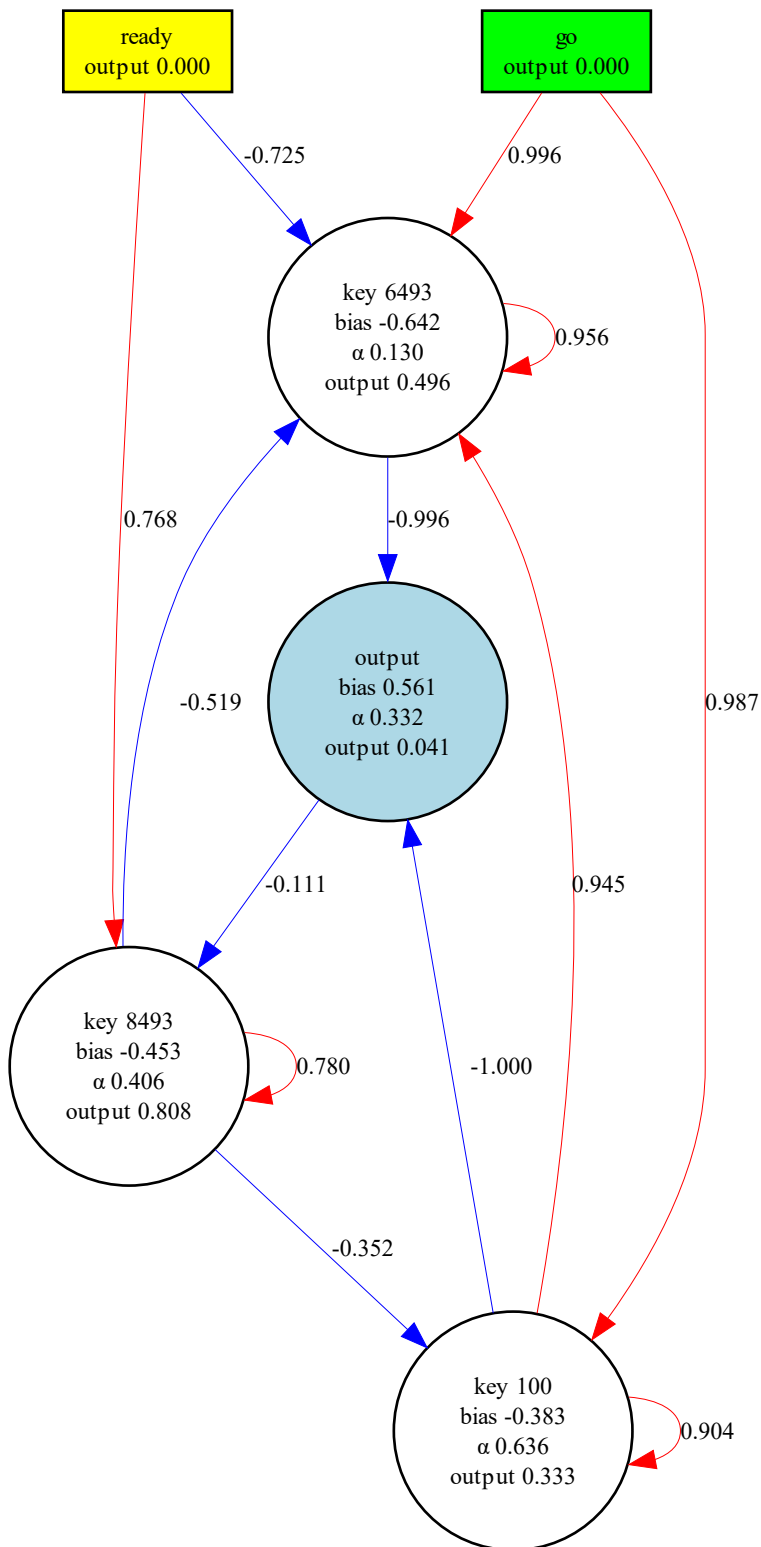 ready
output 0.000
go
output 0.000
-0.725
0.996
key 6493
bias -0.642
α 0.130
output 0.496
0.956
0.768
-0.996
-0.519
output
bias 0.561
α 0.332
output 0.041
0.987
-0.111
0.945
key 8493
bias -0.453
α 0.406
output 0.808
0.780
-1.000
-0.352
key 100
bias -0.383
α 0.636
output 0.333
0.904